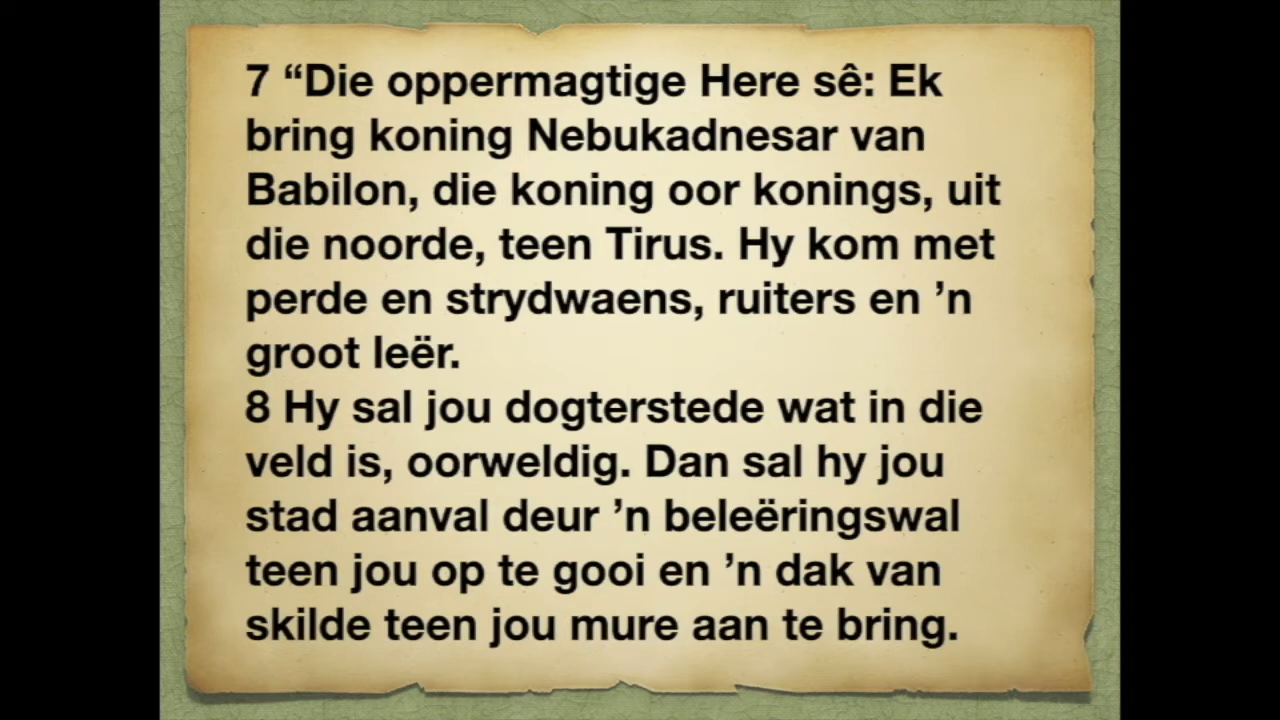 7 “Die oppermagtige Here sê: Ek
bring koning Nebukadnesar van
Babilon, die koning oor konings, uit
die noorde, teen Tirus. Hy kom met
perde en strydwaens, ruiters en ’n
groot leër.
8 Hy sal jou dogterstede wat in die
veld is, oorweldig. Dan sal hy jou
stad aanval deur ’n beleëringswal
teen jou op te gooi en ’n dak van
skilde teen jou mure aan te bring.